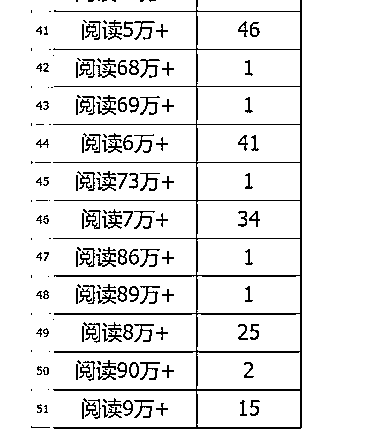 41 阅读5万+ 46
42 阅读68万+ 1
43 阅读69万+ 1
44 阅读6万+ 41
45 阅读73万+ 1
46 阅读7万+ 34
47 阅读86万+ 1
48 阅读89万+ 1
49 阅读8万+ 25
50 阅读90万+ 2
51 阅读9万+ 15